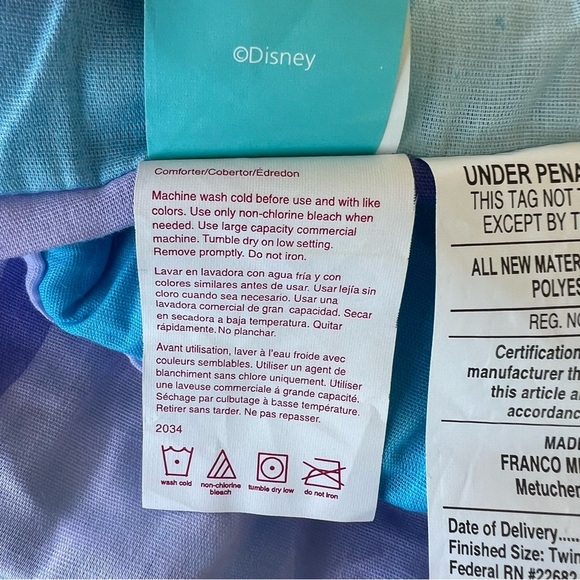 ©Disney
Comforter/Cobertor/Édredon
Machine wash cold before use and with like
colors. Use only non-chlorine bleach when
needed. Use large capacity commercial
machine. Tumble dry on low setting.
Remove promptly. Do not iron.
Lavar en lavadora con agua fría y con
colores similares antes de usar. Usar lejía sin
cloro cuando sea necesario. Usar una
lavadora comercial de gran capacidad. Secar
en secadora a baja temperatura. Quitar
rápidamente. No planchar.
Avant utilisation, laver à l'eau froide avec
couleurs semblables. Utiliser un agent de
blanchiment sans chlore uniquement. Utiliser
une laveuse commerciale á grande capacité.
Séchage par culbutage à basse température.
Retirer sans tarder. Ne pas repasser.
2034
wash cold
non-chlorine
bleach
tumble dry low
do not iron
UNDER PENA
THIS TAG NOT
EXCEPT BY T
ALL NEW MATER
POLYES
REG. NO
Certification
manufacturer th
this article a
accordanc
MADE
FRANCO M
Metuchen
Date of Delivery.....
Finished Size: Twin
Federal RN #22682